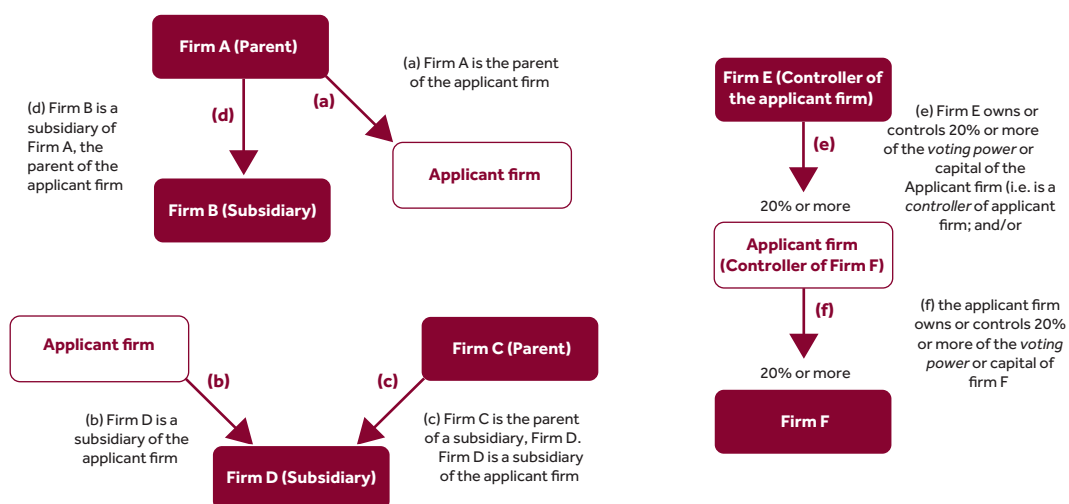 Firm A (Parent)
(a) Firm A is the parent
of the applicant firm
(d) Firm B is a
subsidiary of
Firm A, the
parent of the
applicant firm
(d)
(a)
Applicant firm
Firm B (Subsidiary)
Applicant firm
Firm C (Parent)
(b)
(c)
(b) Firm D is a
subsidiary of the
applicant firm
(c) Firm C is the parent
of a subsidiary, Firm D.
Firm D is a subsidiary
of the applicant firm
Firm D (Subsidiary)
Firm E (Controller of
the applicant firm)
(e)
(e) Firm E owns or
controls 20% or more
of the voting power or
capital of the
Applicant firm (i.e. is a
controller of applicant
firm; and/or
20% or more
Applicant firm
(Controller of Firm F)
(f)
(f) the applicant firm
owns or controls 20%
or more of the voting
power or capital of
firm F
20% or more
Firm F